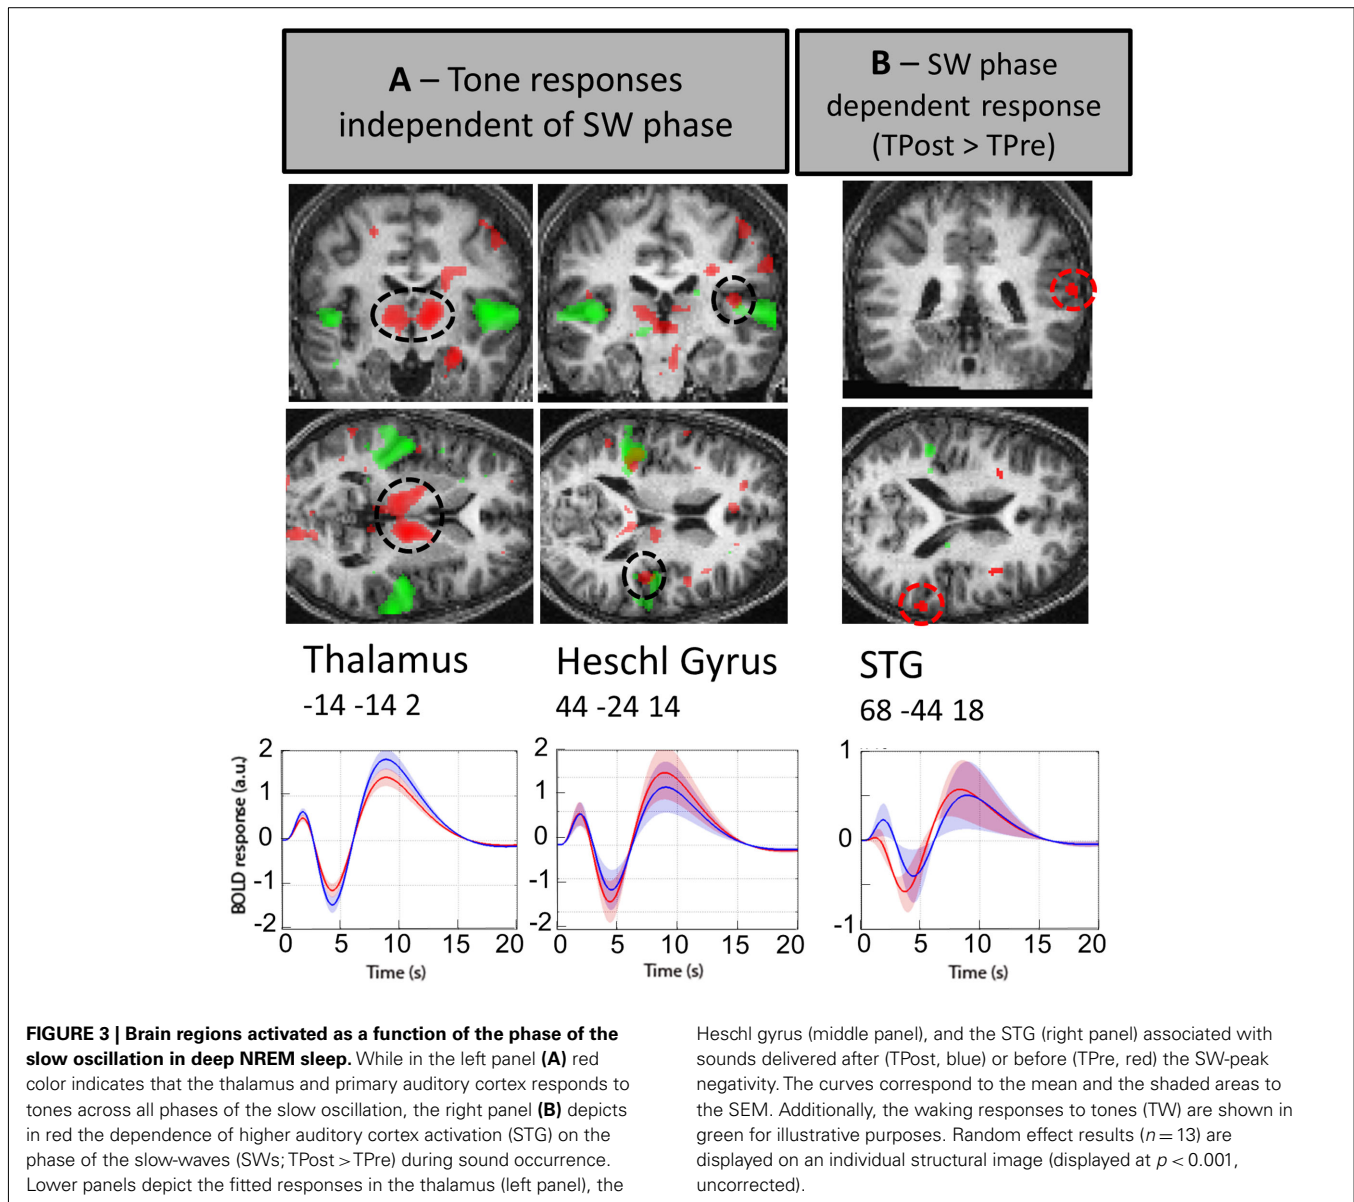 A – Tone responses
independent of SW phase
B – SW phase
dependent response
(TPost > TPre)
Thalamus
-14 -14 2
Heschl Gyrus
44 -24 14
STG
68 -44 18
BOLD response (a.u.)
2
1
0
-1
-2
0 5 10 15 20
Time (s)
2
1
0
-1
-2
0 5 10 15 20
Time (s)
1
0
-1
0 5 10 15 20
Time (s)
FIGURE 3 | Brain regions activated as a function of the phase of the
slow oscillation in deep NREM sleep. While in the left panel (A) red
color indicates that the thalamus and primary auditory cortex responds to
tones across all phases of the slow oscillation, the right panel (B) depicts
in red the dependence of higher auditory cortex activation (STG) on the
phase of the slow-waves (SWs; TPost > TPre) during sound occurrence.
Lower panels depict the fitted responses in the thalamus (left panel), the
Heschl gyrus (middle panel), and the STG (right panel) associated with
sounds delivered after (TPost, blue) or before (TPre, red) the SW-peak
negativity. The curves correspond to the mean and the shaded areas to
the SEM. Additionally, the waking responses to tones (TW) are shown in
green for illustrative purposes. Random effect results (n = 13) are
displayed on an individual structural image (displayed at p < 0.001,
uncorrected).